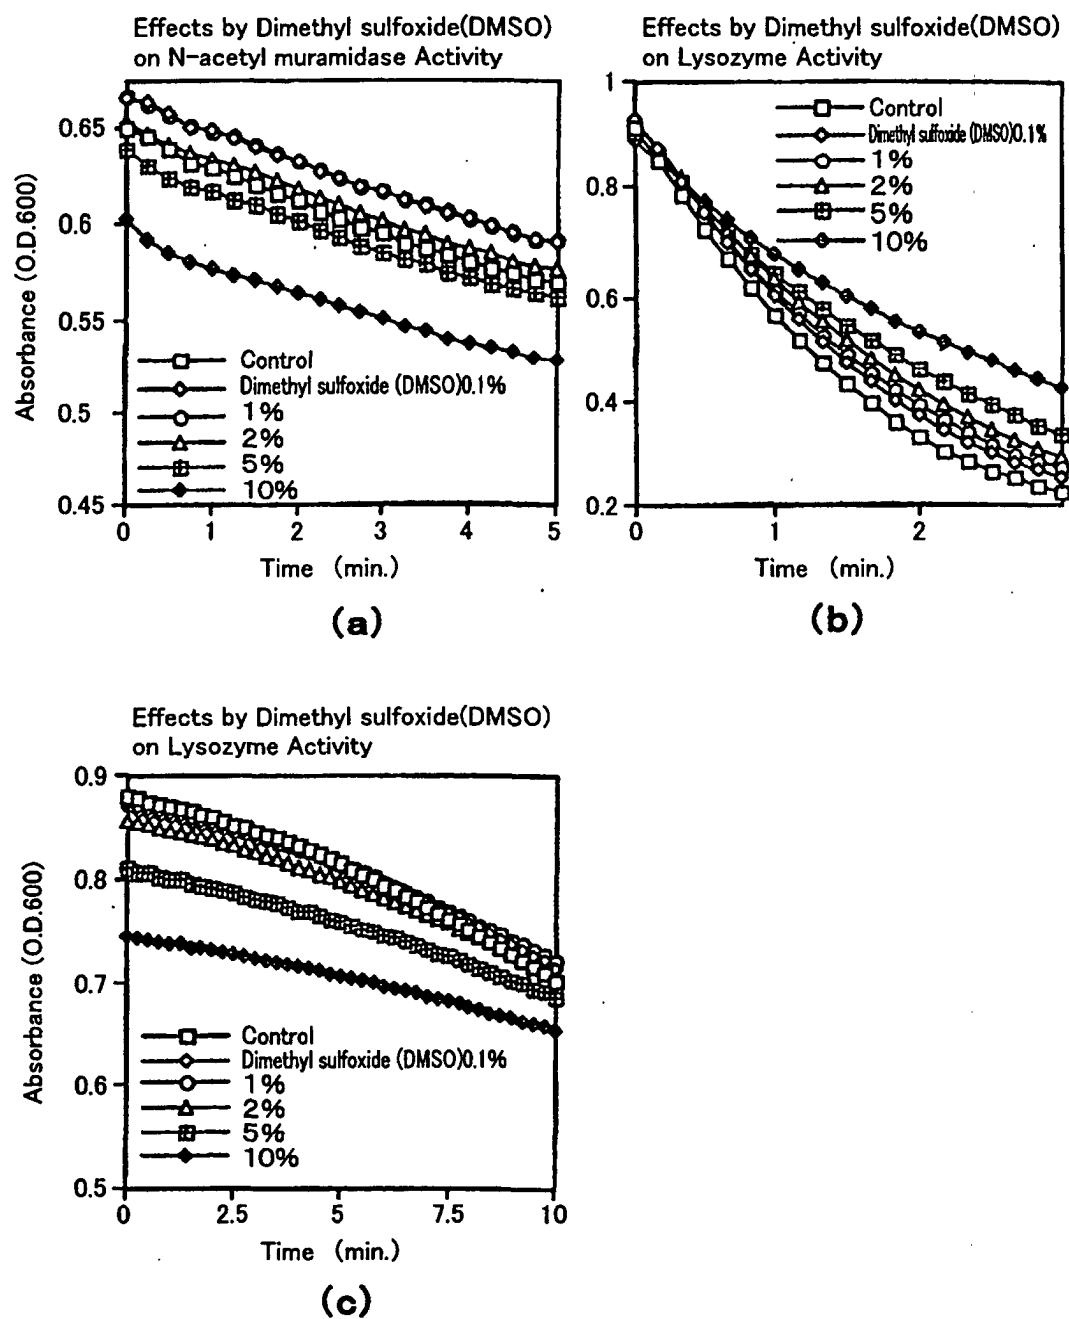 Effects by Dimethyl sulfoxide(DMSO)
on N-acetyl muramidase Activity
Absorbance (O.D.600)
0.65
0.6
0.55
0.5
0.45
Control
Dimethyl sulfoxide (DMSO)0.1%
1%
2%
5%
10%
0 1 2 3 4 5
Time (min.)
(a)
Effects by Dimethyl sulfoxide(DMSO)
on Lysozyme Activity
Absorbance (O.D.600)
1
0.8
0.6
0.4
0.2
Control
Dimethyl sulfoxide (DMSO)0.1%
1%
2%
5%
10%
0 1 2
Time (min.)
(b)
Effects by Dimethyl sulfoxide(DMSO)
on Lysozyme Activity
Absorbance (O.D.600)
0.9
0.8
0.7
0.6
0.5
Control
Dimethyl sulfoxide (DMSO)0.1%
1%
2%
5%
10%
0 2.5 5 7.5 10
Time (min.)
(c)